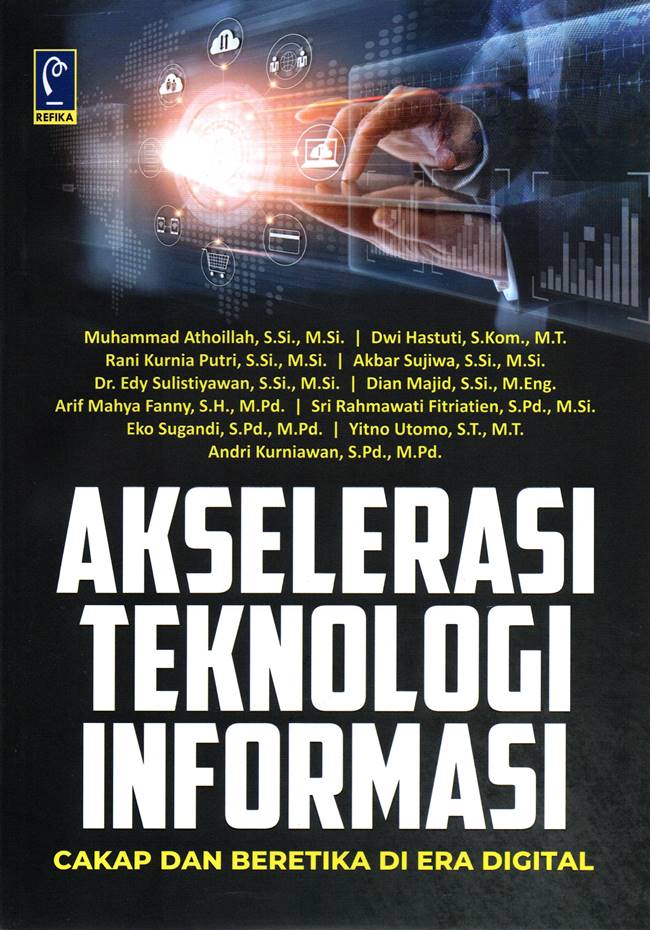 REFIKA
Muhammad Athoillah, S.Si., M.Si. | Dwi Hastuti, S.Kom., M.T.
Rani Kurnia Putri, S.Si., M.Si. | Akbar Sujiwa, S.Si., M.Si.
Dr. Edy Sulistiyawan, S.Si., M.Si. | Dian Majid, S.Si., M.Eng.
Arif Mahya Fanny, S.H., M.Pd. | Sri Rahmawati Fitriatien, S.Pd., M.Si.
Eko Sugandi, S.Pd., M.Pd. | Yitno Utomo, S.T., M.T.
Andri Kurniawan, S.Pd., M.Pd.
AKSELERASI
TEKNOLOGI
INFORMASI
CAKAP DAN BERETIKA DI ERA DIGITAL